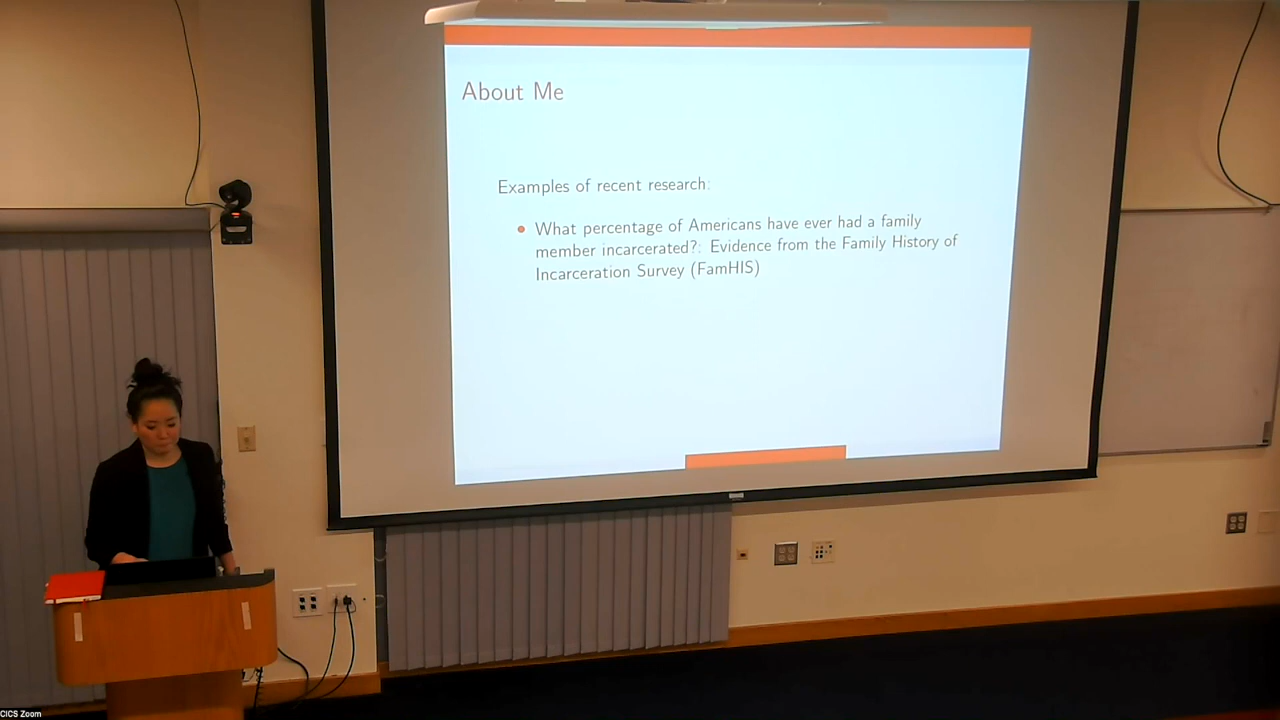 About Me
Examples of recent research:
What percentage of Americans have ever had a family
member incarcerated?: Evidence from the Family History of
Incarceration Survey (FamHIS)
CICS Zoom